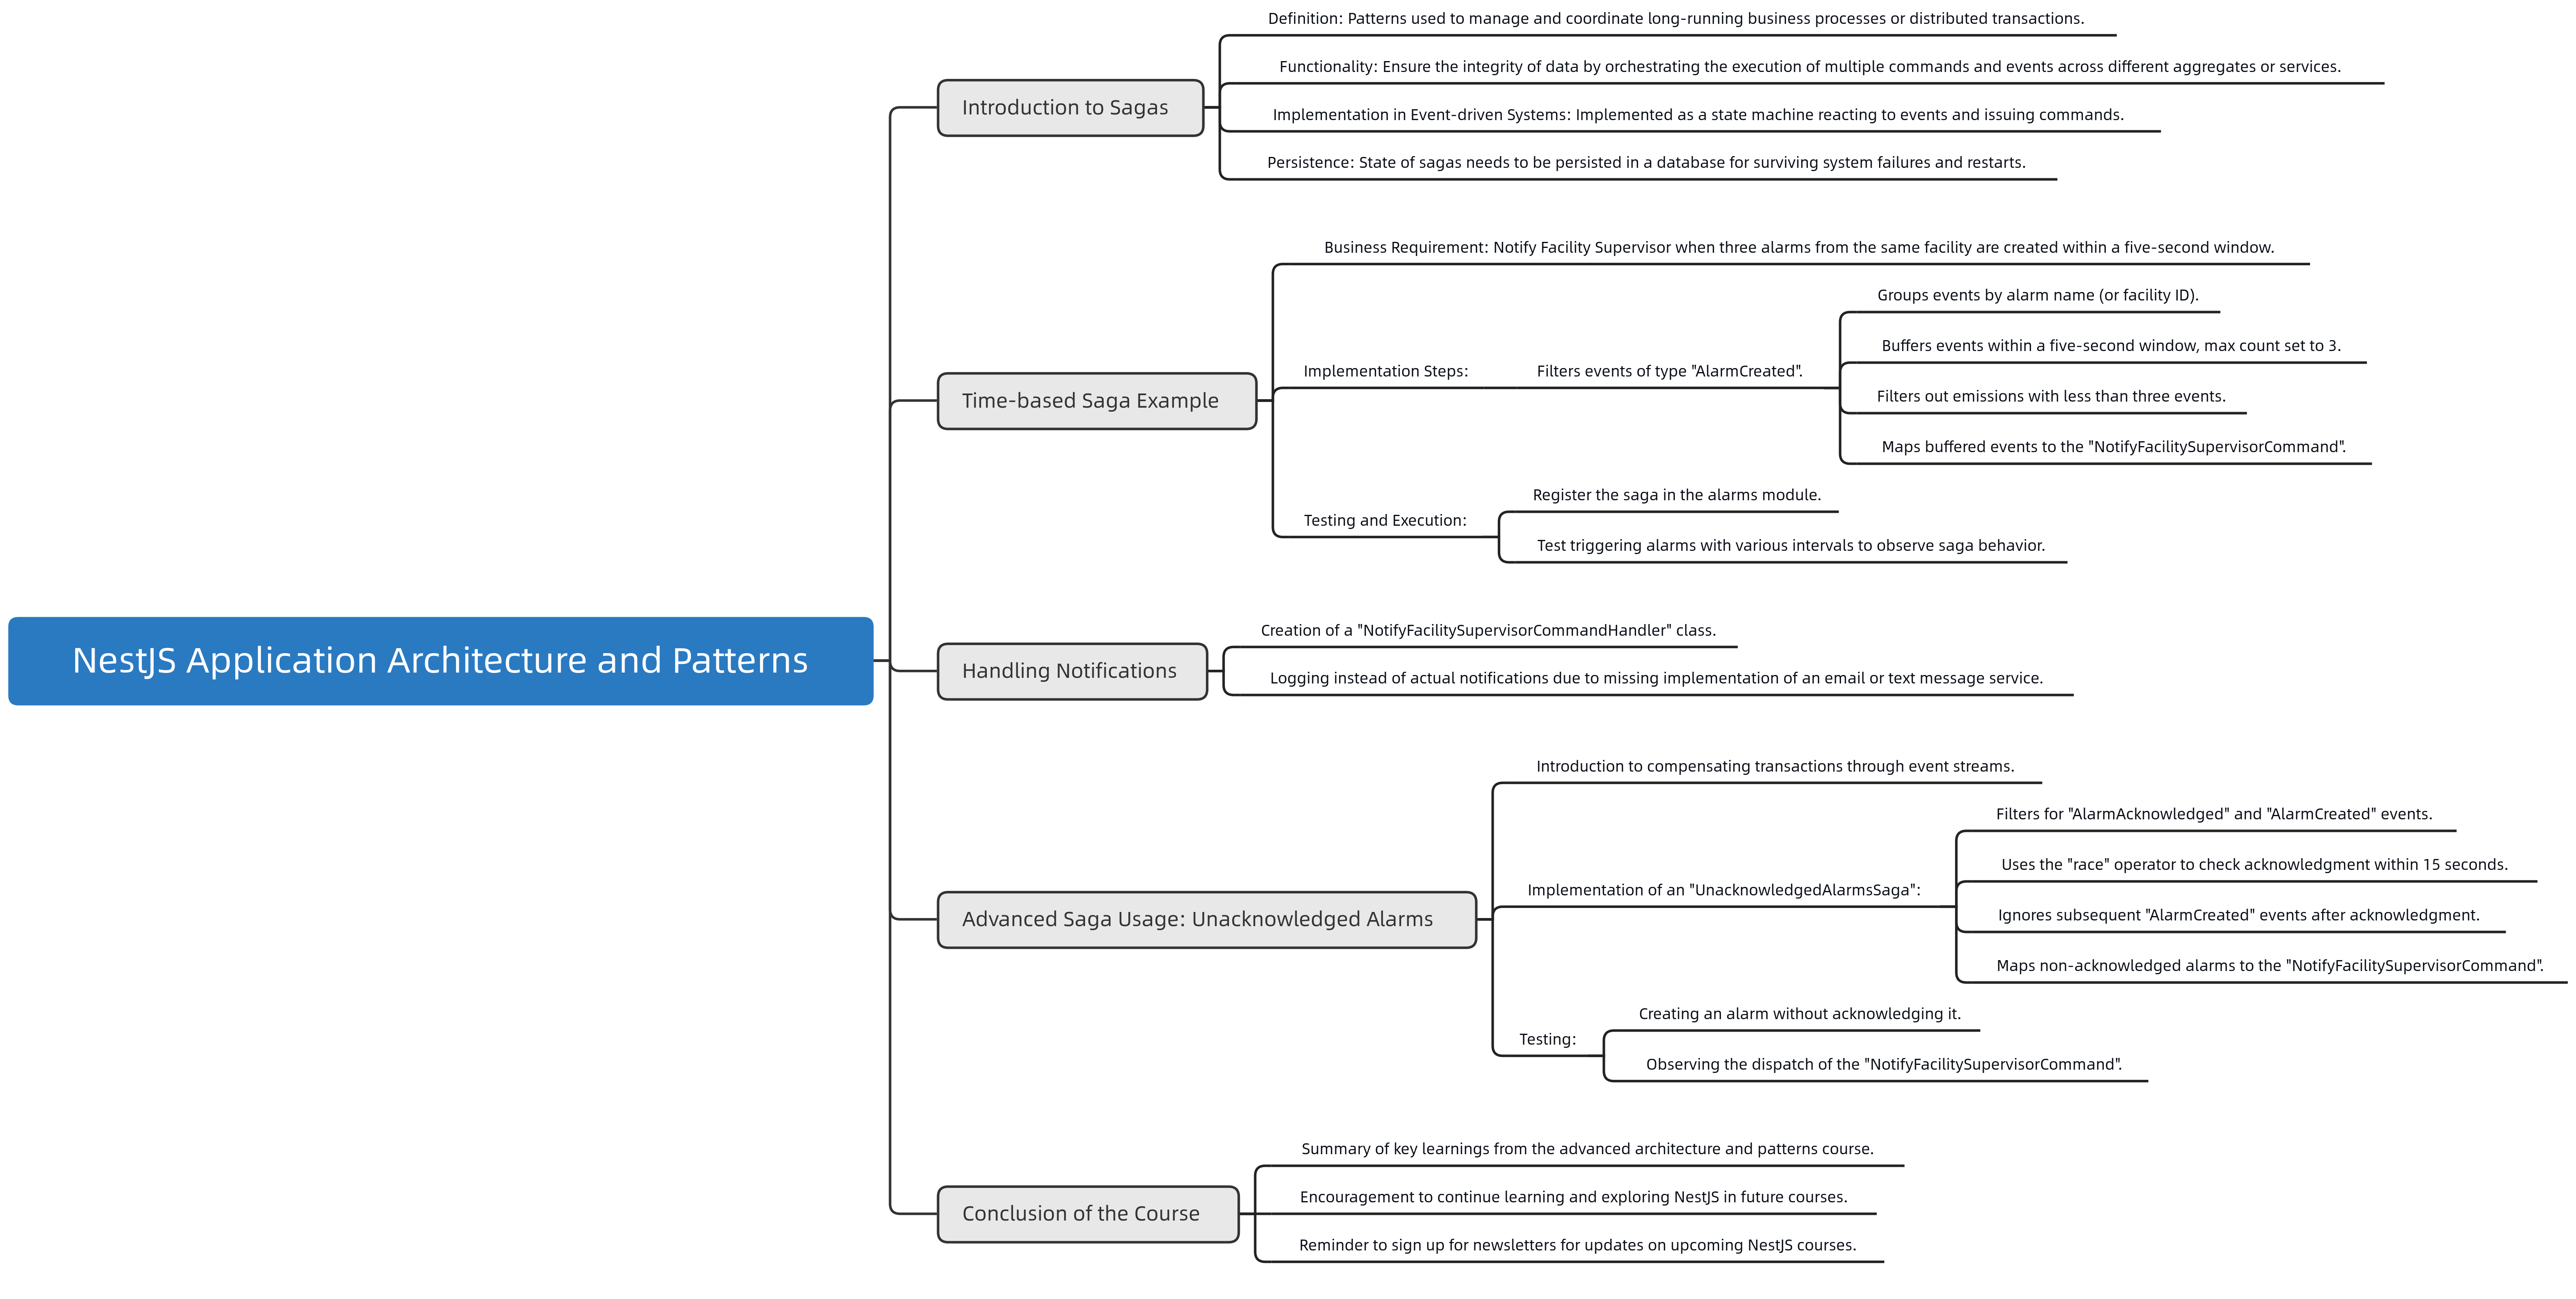 NestJS Application Architecture and Patterns
Introduction to Sagas
Definition: Patterns used to manage and coordinate long-running business processes or distributed transactions.
Functionality: Ensure the integrity of data by orchestrating the execution of multiple commands and events across different aggregates or services.
Implementation in Event-driven Systems: Implemented as a state machine reacting to events and issuing commands.
Persistence: State of sagas needs to be persisted in a database for surviving system failures and restarts.
Time-based Saga Example
Business Requirement: Notify Facility Supervisor when three alarms from the same facility are created within a five-second window.
Implementation Steps:
Filters events of type "AlarmCreated".
Groups events by alarm name (or facility ID).
Buffers events within a five-second window, max count set to 3.
Filters out emissions with less than three events.
Maps buffered events to the "NotifyFacilitySupervisorCommand".
Testing and Execution:
Register the saga in the alarms module.
Test triggering alarms with various intervals to observe saga behavior.
Handling Notifications
Creation of a "NotifyFacilitySupervisorCommandHandler" class.
Logging instead of actual notifications due to missing implementation of an email or text message service.
Advanced Saga Usage: Unacknowledged Alarms
Introduction to compensating transactions through event streams.
Implementation of an "UnacknowledgedAlarmsSaga":
Filters for "AlarmAcknowledged" and "AlarmCreated" events.
Uses the "race" operator to check acknowledgment within 15 seconds.
Ignores subsequent "AlarmCreated" events after acknowledgment.
Maps non-acknowledged alarms to the "NotifyFacilitySupervisorCommand".
Testing:
Creating an alarm without acknowledging it.
Observing the dispatch of the "NotifyFacilitySupervisorCommand".
Conclusion of the Course
Summary of key learnings from the advanced architecture and patterns course.
Encouragement to continue learning and exploring NestJS in future courses.
Reminder to sign up for newsletters for updates on upcoming NestJS courses.